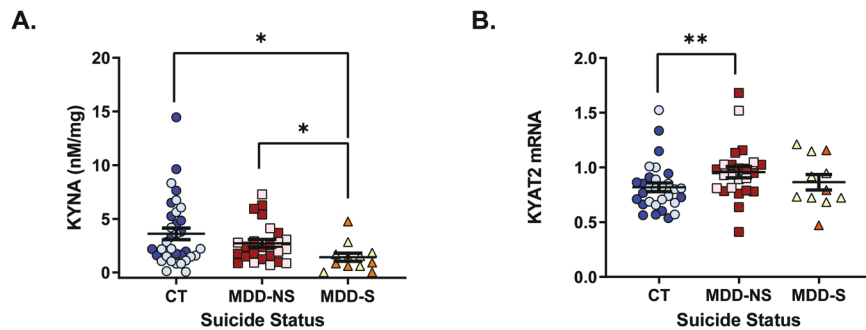 A.
*
*
KYNA (nM/mg)
20
15
10
5
0
CT MDD-NS MDD-S
Suicide Status
B.
**
KYAT2 mRNA
2.0
1.5
1.0
0.5
0.0
CT MDD-NS MDD-S
Suicide Status